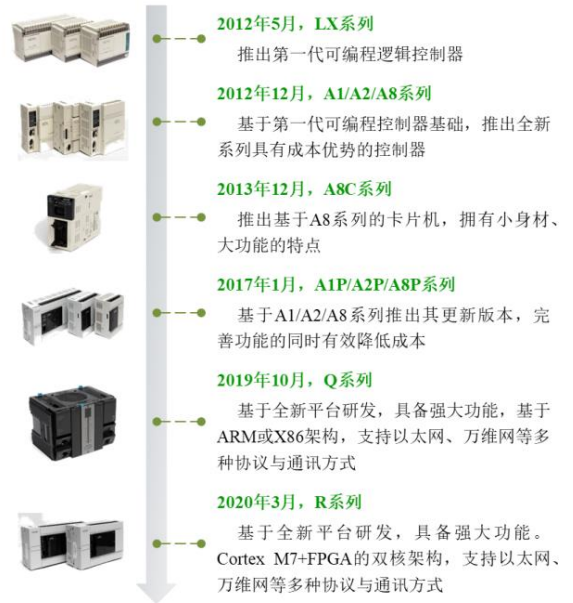 2012年5月，LX系列
推出第一代可编程逻辑控制器
2012年12月，A1/A2/A8系列
基于第一代可编程控制器基础，推出全新
系列具有成本优势的控制器
2013年12月，A8C系列
推出基于A8系列的卡片机，拥有小身材、
大功能的特点
2017年1月，A1P/A2P/A8P系列
基于A1/A2/A8系列推出其更新版本，完
善功能的同时有效降低成本
2019年10月，Q系列
基于全新平台研发，具备强大功能，基于
ARM或X86架构，支持以太网、万维网等多
种协议与通讯方式
2020年3月，R系列
基于全新平台研发，具备强大功能。
Cortex M7+FPGA的双核架构，支持以太网、
万维网等多种协议与通讯方式